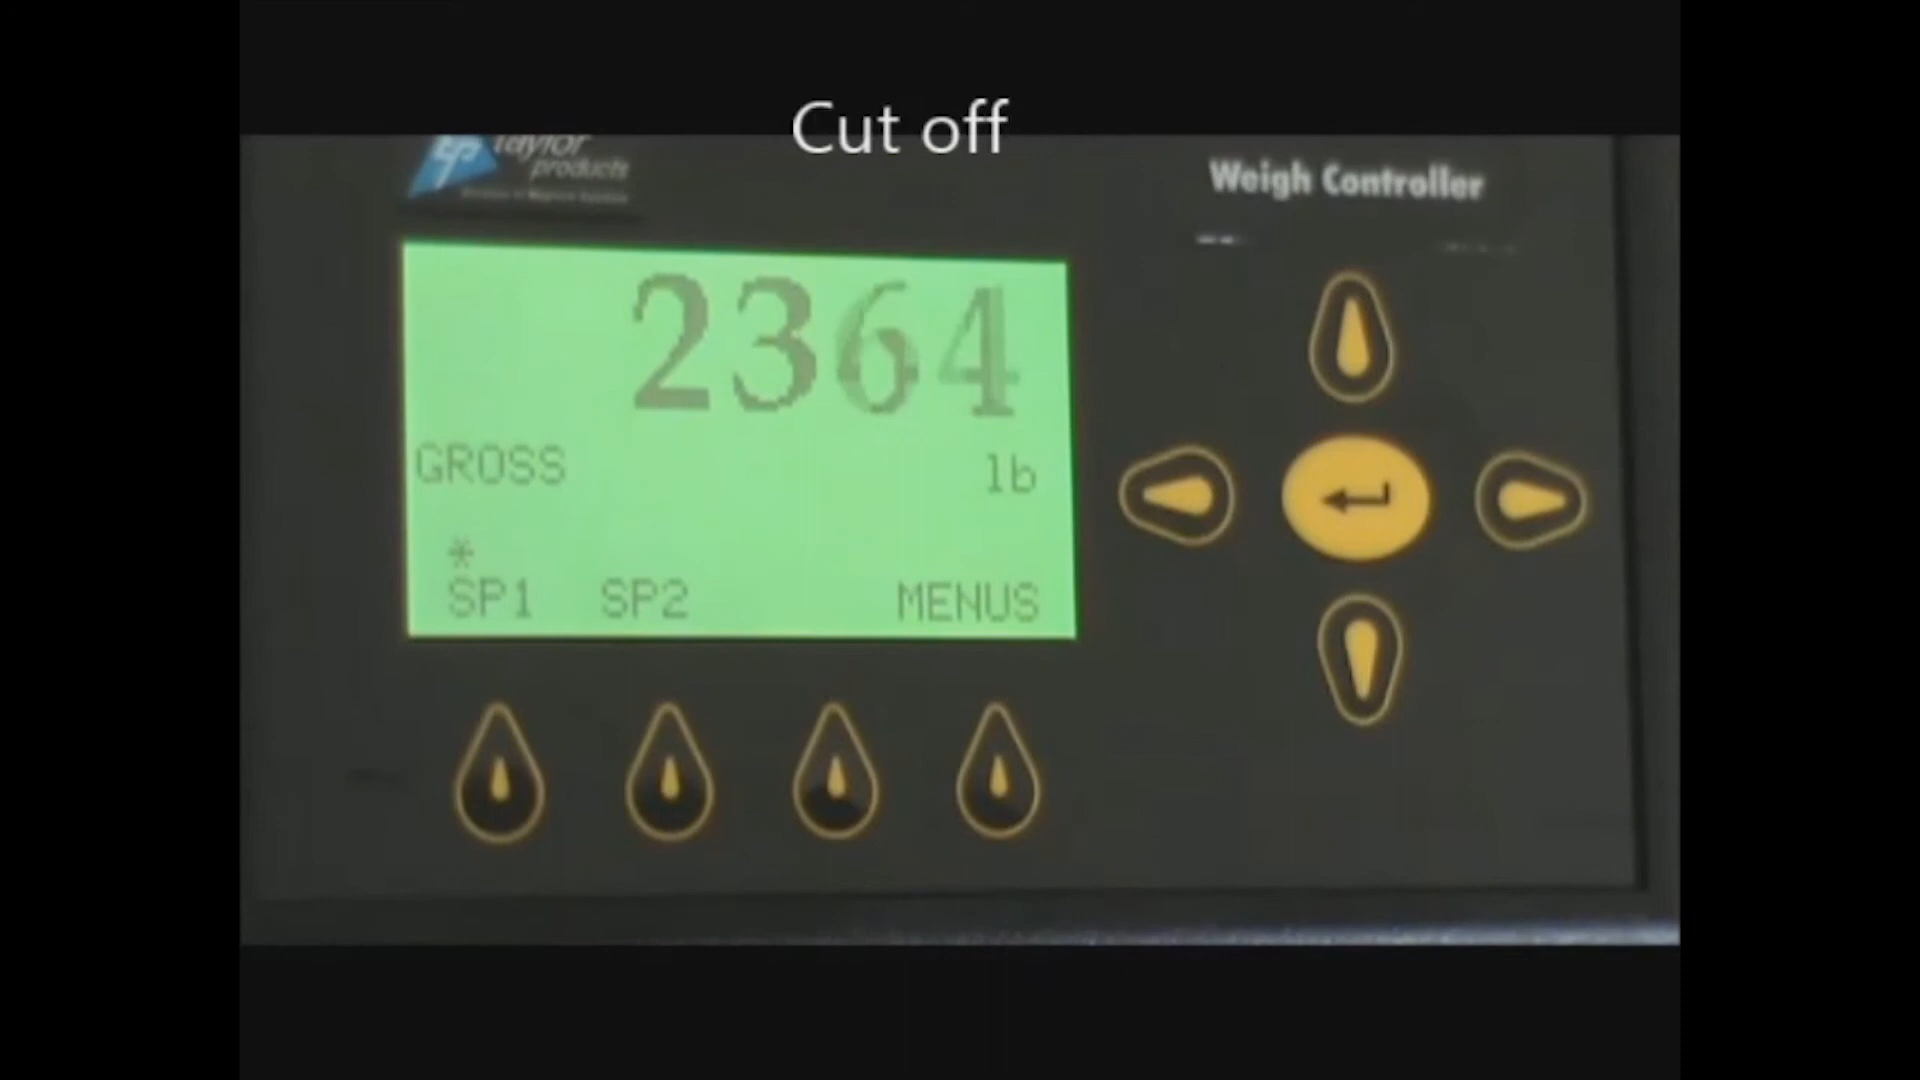 Cut off
taylor
products
Weigh Controller
2364
GROSS
lb
*
SP1 SP2 MENUS